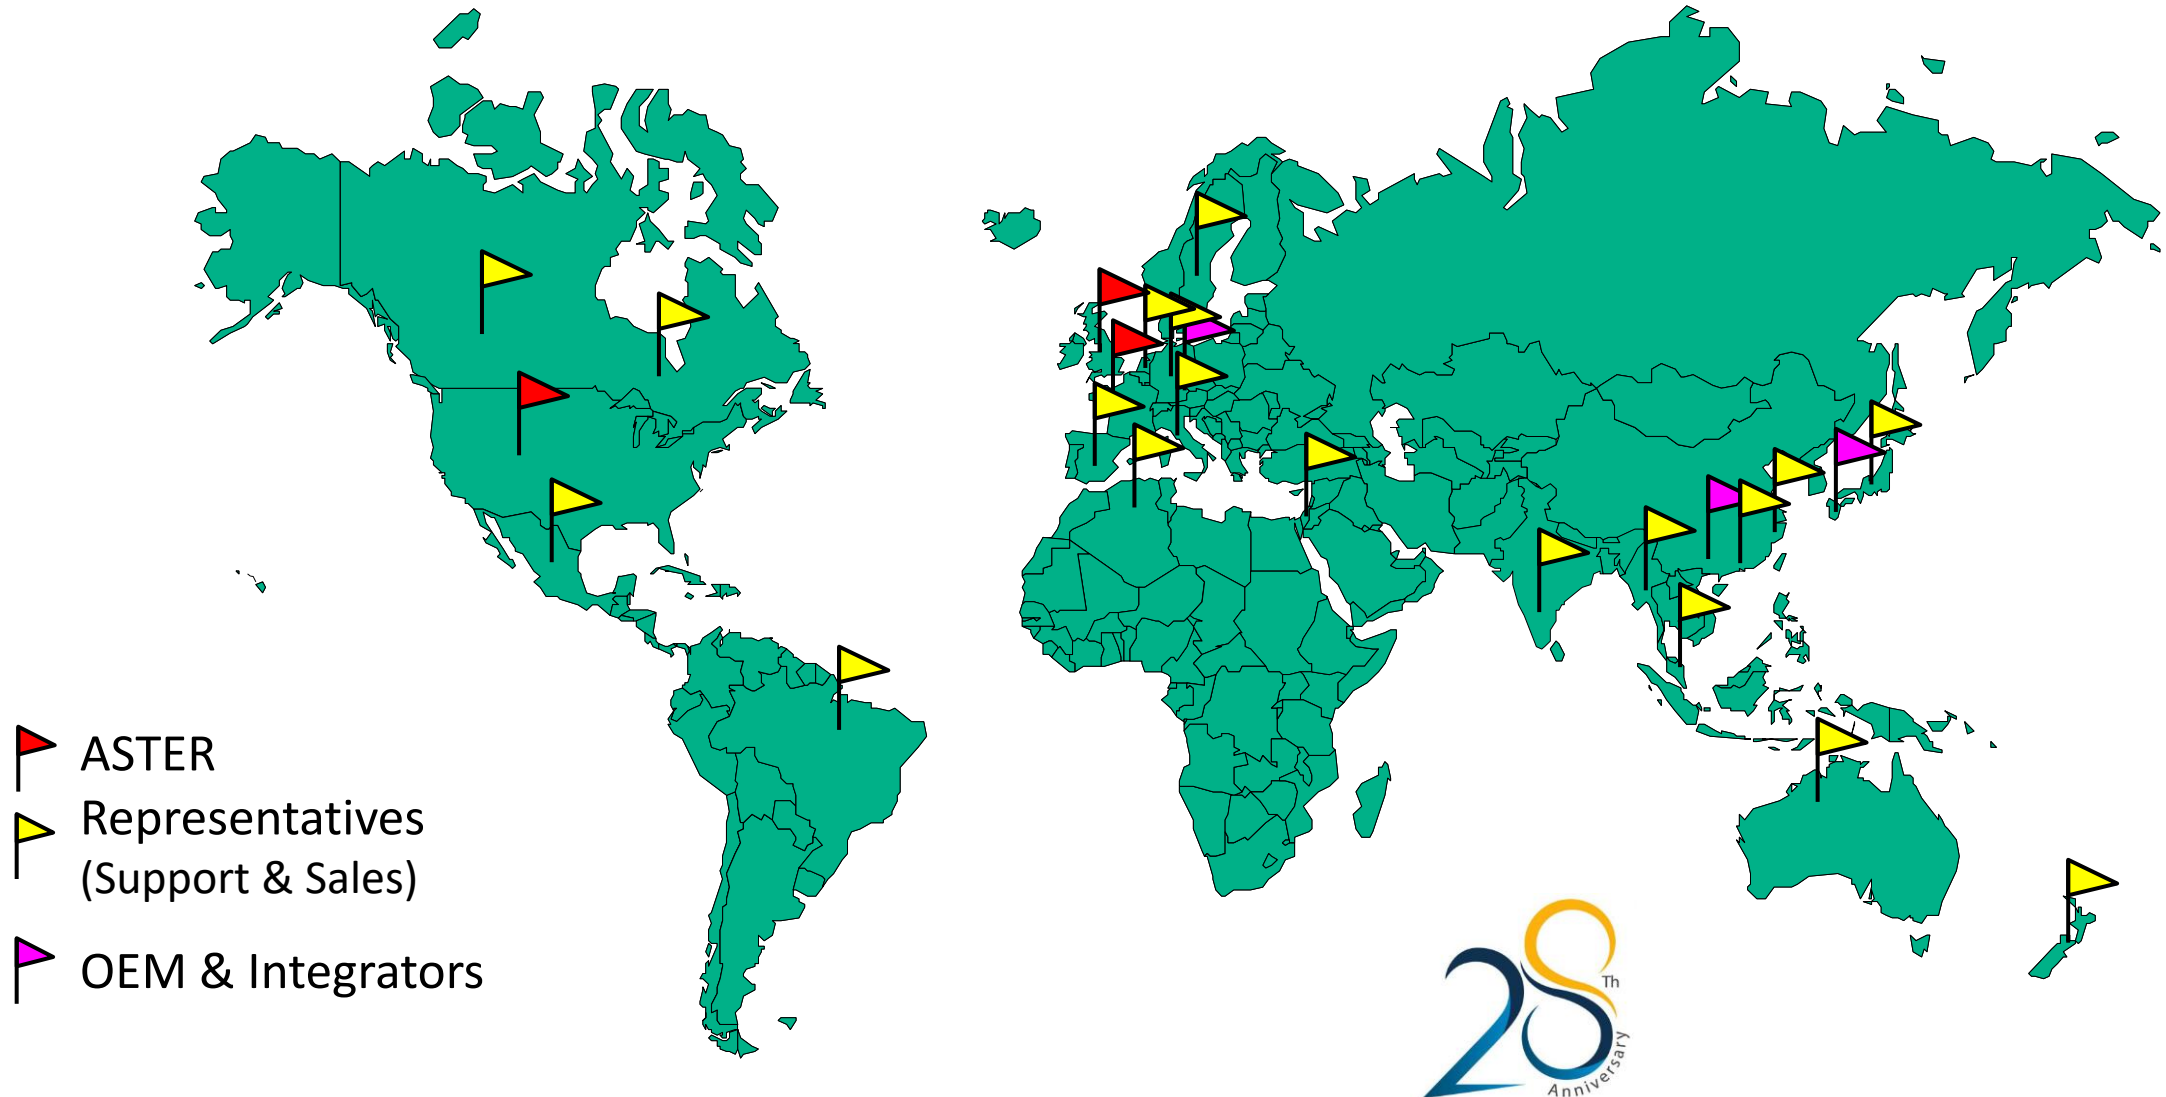 ASTER
Representatives
(Support & Sales)
OEM & Integrators
28
Th
Anniversary